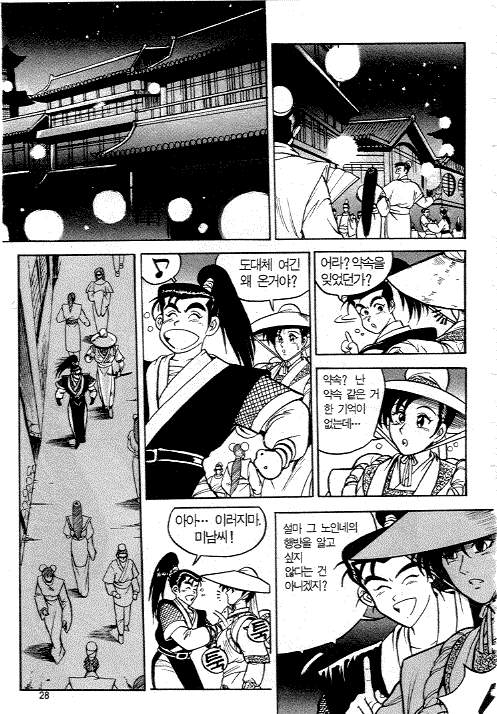 도대체 여긴
왜 온거야?
어라? 약속을
잊었던가?
약속? 난
약속 같은 거
한 기억이
없는데…
아아… 이러지마.
미남씨!
툭
툭
설마 그 노인네의
행방을 알고
싶지
않다는 건
아니겠지?
28